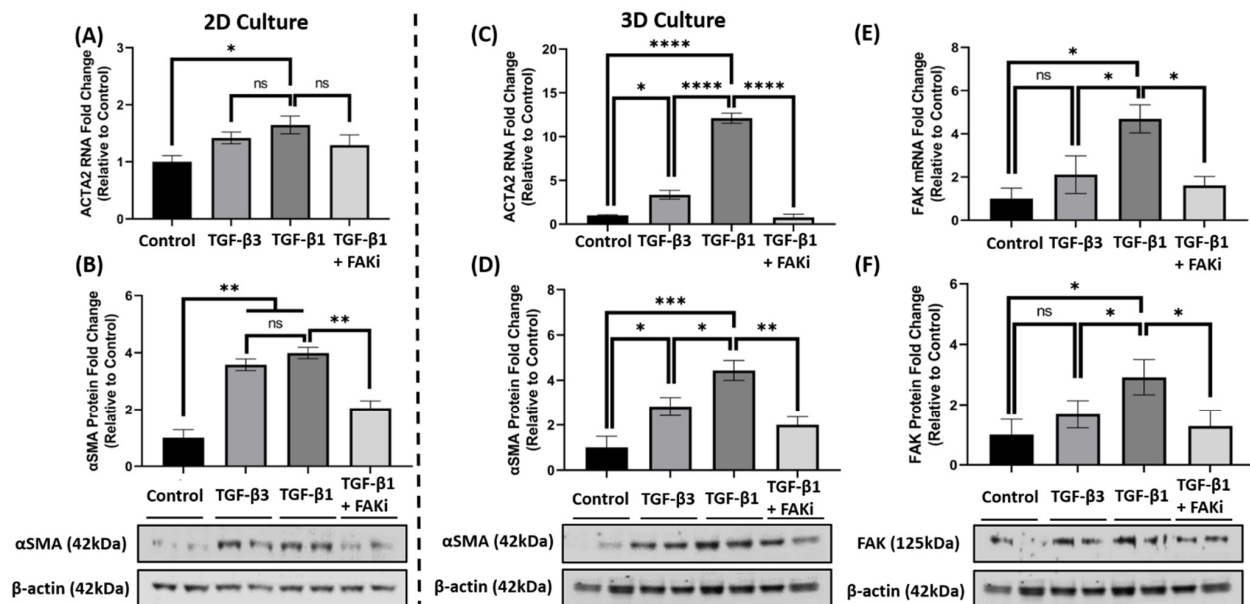 2D Culture
3D Culture
(A)
ACTA2 RNA Fold Change
(Relative to Control)
3
2
1
0
*
ns
ns
Control
TGF-β3
TGF-β1
TGF-β1
+ FAKi
(B)
αSMA Protein Fold Change
(Relative to Control)
6
4
2
0
**
ns
**
Control
TGF-β3
TGF-β1
TGF-β1
+ FAKi
αSMA (42kDa)
β-actin (42kDa)
(C)
ACTA2 RNA Fold Change
(Relative to Control)
20
15
10
5
0
****
*
****
****
Control
TGF-β3
TGF-β1
TGF-β1
+ FAKi
(D)
αSMA Protein Fold Change
(Relative to Control)
6
4
2
0
***
*
*
**
Control
TGF-β3
TGF-β1
TGF-β1
+ FAKi
αSMA (42kDa)
β-actin (42kDa)
(E)
FAK mRNA Fold Change
(Relative to Control)
8
6
4
2
0
*
ns
*
*
Control
TGF-β3
TGF-β1
TGF-β1
+ FAKi
(F)
FAK Protein Fold Change
(Relative to Control)
6
4
2
0
*
ns
*
*
Control
TGF-β3
TGF-β1
TGF-β1
+ FAKi
FAK (125kDa)
β-actin (42kDa)